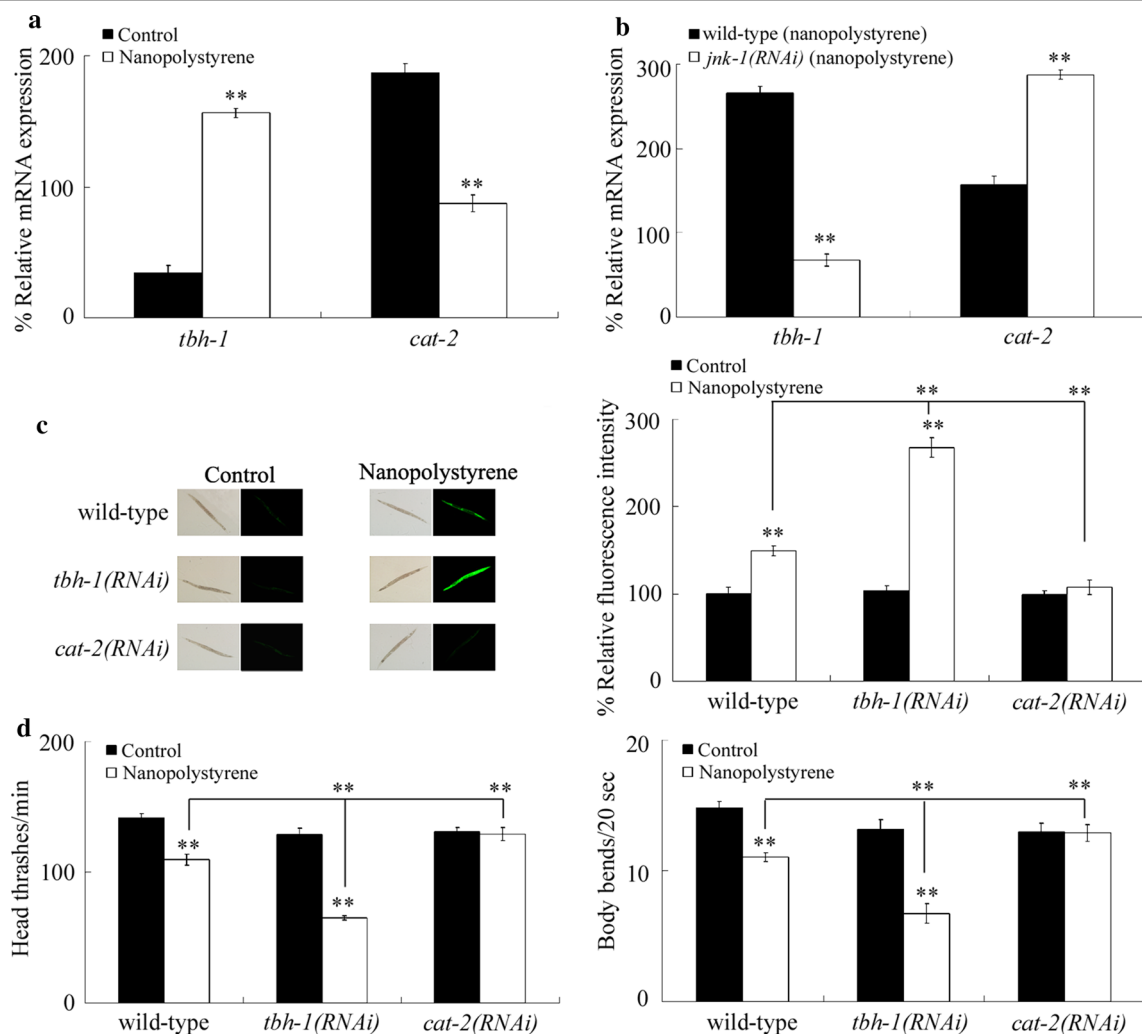 a
Control
Nanopolystyrene
% Relative mRNA expression
200
100
0
**
**
tbh-1
cat-2
b
wild-type (nanopolystyrene)
jnk-1(RNAi) (nanopolystyrene)
% Relative mRNA expression
300
200
100
0
**
**
tbh-1
cat-2
c
Control
Nanopolystyrene
wild-type
tbh-1(RNAi)
cat-2(RNAi)
Control
Nanopolystyrene
% Relative fluorescence intensity
300
200
100
0
**
**
**
**
wild-type
tbh-1(RNAi)
cat-2(RNAi)
d
Control
Nanopolystyrene
Head thrashes/min
200
100
0
**
**
**
**
wild-type
tbh-1(RNAi)
cat-2(RNAi)
Control
Nanopolystyrene
Body bends/20 sec
20
10
0
**
**
**
**
wild-type
tbh-1(RNAi)
cat-2(RNAi)